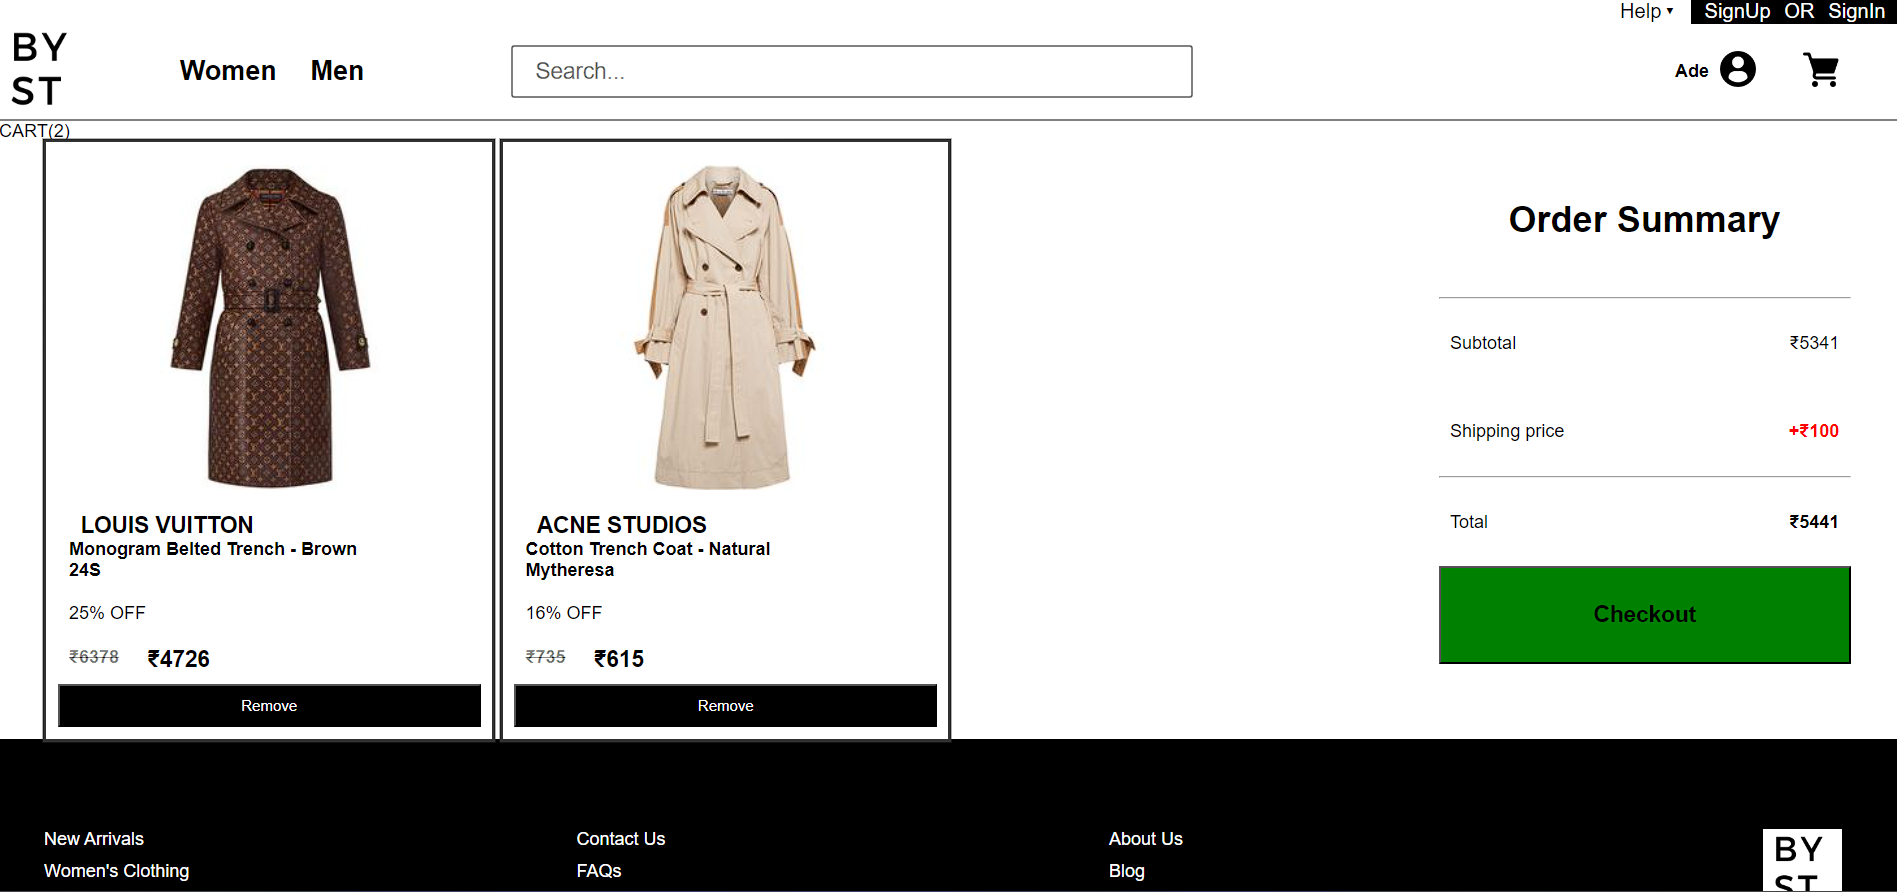 Help ▾ SignUp OR SignIn
BY
ST
Women Men Search... Ade
CART(2)
LOUIS VUITTON
Monogram Belted Trench - Brown
24S
25% OFF
₹6378 ₹4726
Remove
ACNE STUDIOS
Cotton Trench Coat - Natural
Mytheresa
16% OFF
₹735 ₹615
Remove
Order Summary
Subtotal ₹5341
Shipping price +₹100
Total ₹5441
Checkout
New Arrivals Contact Us About Us
Women's Clothing FAQs Blog
BY
ST